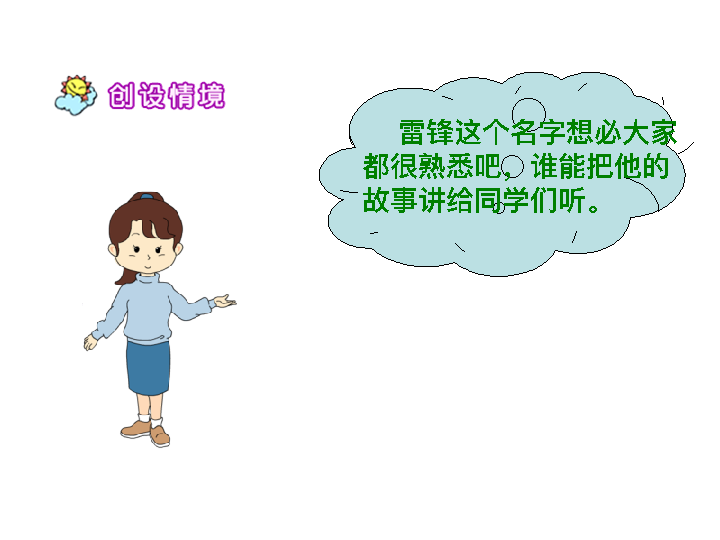 创设情境
雷锋这个名字想必大家
都很熟悉吧，谁能把他的
故事讲给同学们听。